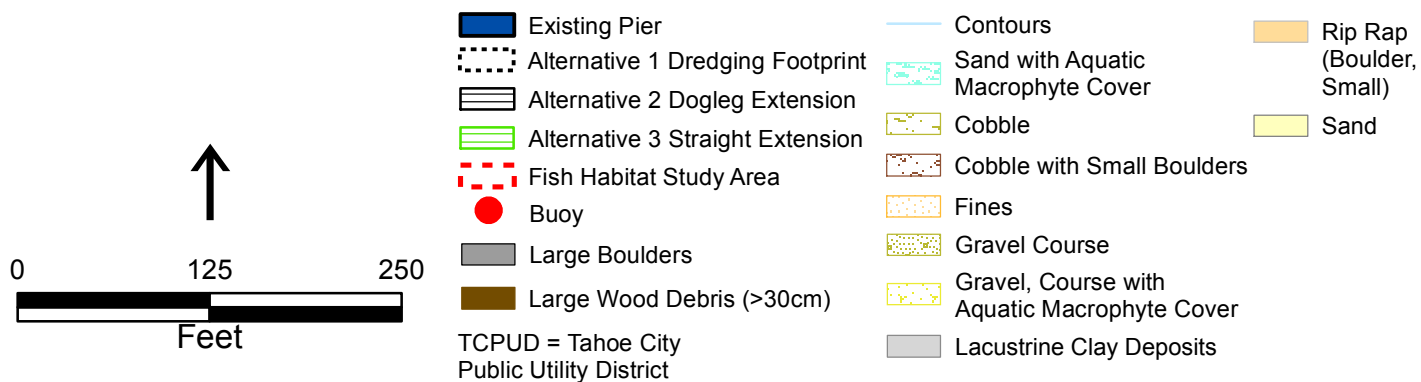 0 125 250
Feet
Existing Pier
Alternative 1 Dredging Footprint
Alternative 2 Dogleg Extension
Alternative 3 Straight Extension
Fish Habitat Study Area
Buoy
Large Boulders
Large Wood Debris (>30cm)
TCPUD = Tahoe City
Public Utility District
Contours
Sand with Aquatic
Macrophyte Cover
Cobble
Cobble with Small Boulders
Fines
Gravel Course
Gravel, Course with
Aquatic Macrophyte Cover
Lacustrine Clay Deposits
Rip Rap
(Boulder,
Small)
Sand